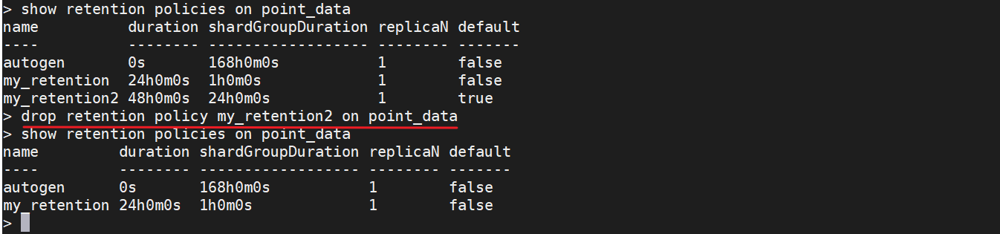 > show retention policies on point_data
name          duration shardGroupDuration replicaN default
----          -------- ------------------ -------- -------
autogen       0s       168h0m0s           1        false
my_retention  24h0m0s  1h0m0s             1        false
my_retention2 48h0m0s  24h0m0s            1        true
> drop retention policy my_retention2 on point_data
> show retention policies on point_data
name         duration shardGroupDuration replicaN default
----         -------- ------------------ -------- -------
autogen      0s       168h0m0s           1        false
my_retention 24h0m0s  1h0m0s             1        false
>